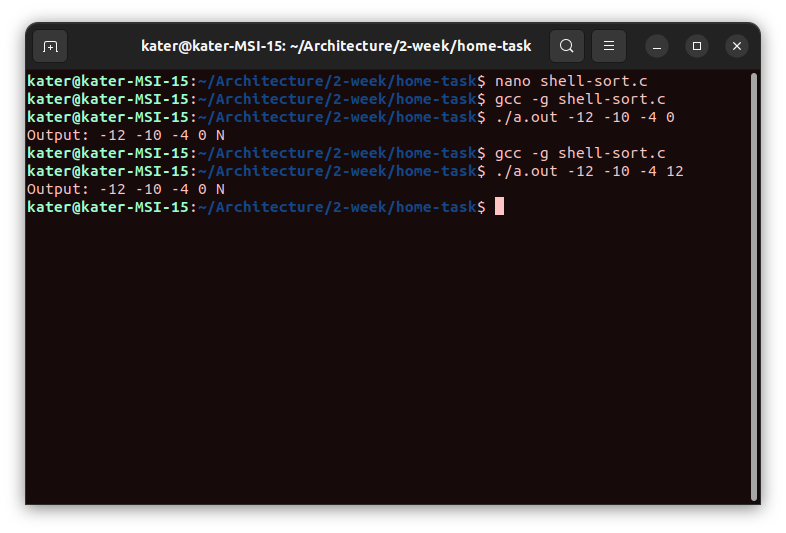 kater@kater-MSI-15: ~/Architecture/2-week/home-task
kater@kater-MSI-15:~/Architecture/2-week/home-task$ nano shell-sort.c
kater@kater-MSI-15:~/Architecture/2-week/home-task$ gcc -g shell-sort.c
kater@kater-MSI-15:~/Architecture/2-week/home-task$ ./a.out -12 -10 -4 0
Output: -12 -10 -4 0 N
kater@kater-MSI-15:~/Architecture/2-week/home-task$ gcc -g shell-sort.c
kater@kater-MSI-15:~/Architecture/2-week/home-task$ ./a.out -12 -10 -4 12
Output: -12 -10 -4 0 N
kater@kater-MSI-15:~/Architecture/2-week/home-task$